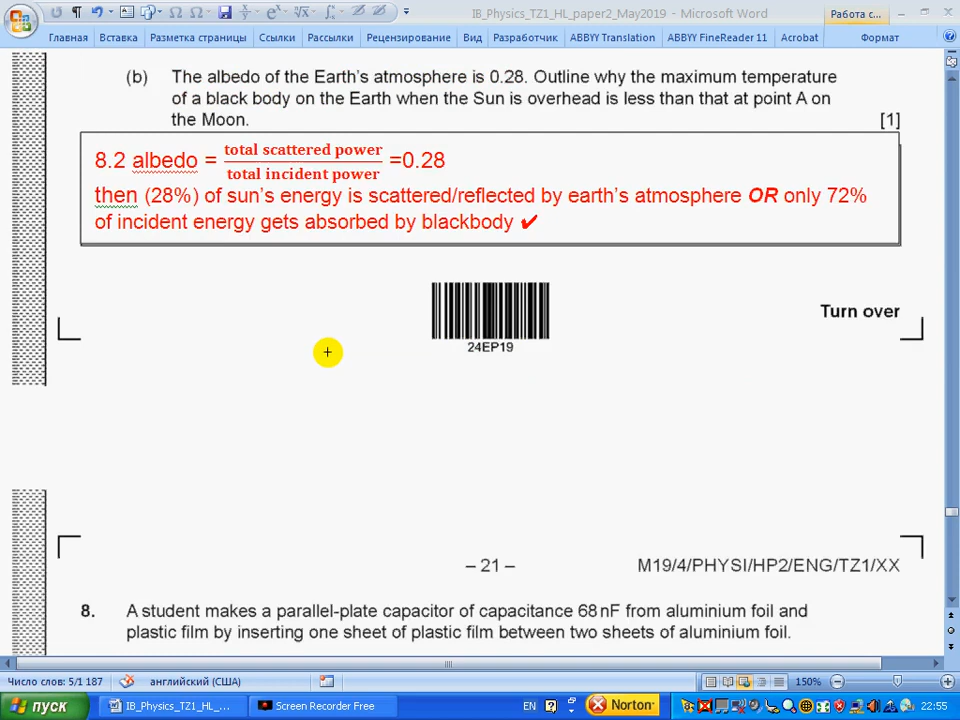 IB_Physics_TZ1_HL_paper2_May2019 - Microsoft Word
Работа с...
Главная Вставка Разметка страницы Ссылки Рассылки Рецензирование Вид Разработчик ABBYY Translation ABBYY FineReader 11 Acrobat Формат
(b) The albedo of the Earth's atmosphere is 0.28. Outline why the maximum temperature
of a black body on the Earth when the Sun is overhead is less than that at point A on
the Moon. [1]
8.2 albedo = total scattered power / total incident power =0.28
then (28%) of sun's energy is scattered/reflected by earth's atmosphere OR only 72%
of incident energy gets absorbed by blackbody ✔
24EP19
Turn over
– 21 – M19/4/PHYSI/HP2/ENG/TZ1/XX
8. A student makes a parallel-plate capacitor of capacitance 68 nF from aluminium foil and
plastic film by inserting one sheet of plastic film between two sheets of aluminium foil.
Число слов: 5/1 187 английский (США) 150%
пуск IB_Physics_TZ1_HL_... Screen Recorder Free EN Norton 22:55